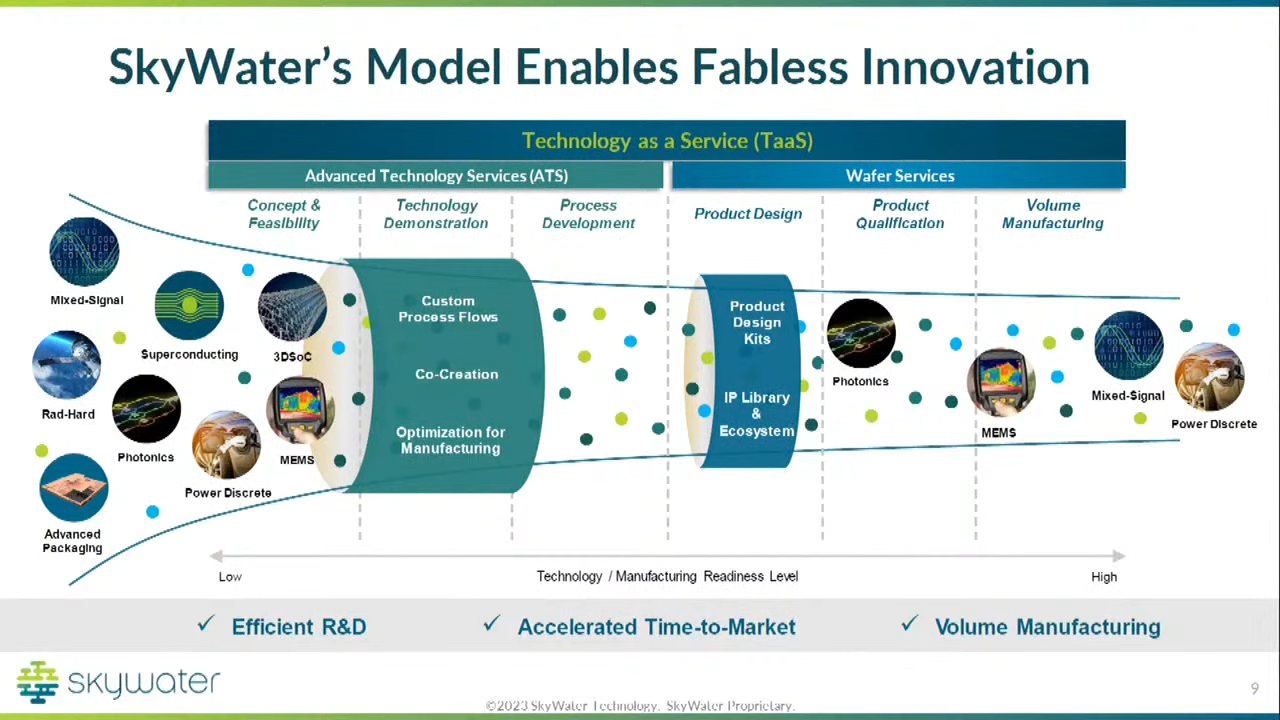 SkyWater's Model Enables Fabless Innovation
Technology as a Service (TaaS)
Advanced Technology Services (ATS)
Wafer Services
Concept &
Feasibility
Technology
Demonstration
Process
Development
Product Design
Product
Qualification
Volume
Manufacturing
Mixed-Signal
Superconducting
3DSoC
Rad-Hard
Photonics
MEMS
Power Discrete
Advanced
Packaging
Custom
Process Flows
Co-Creation
Optimization for
Manufacturing
Product
Design
Kits
IP Library
&
Ecosystem
Photonics
MEMS
Mixed-Signal
Power Discrete
Low
Technology / Manufacturing Readiness Level
High
✓ Efficient R&D
✓ Accelerated Time-to-Market
✓ Volume Manufacturing
skywater
©2023 SkyWater Technology. SkyWater Proprietary.
9